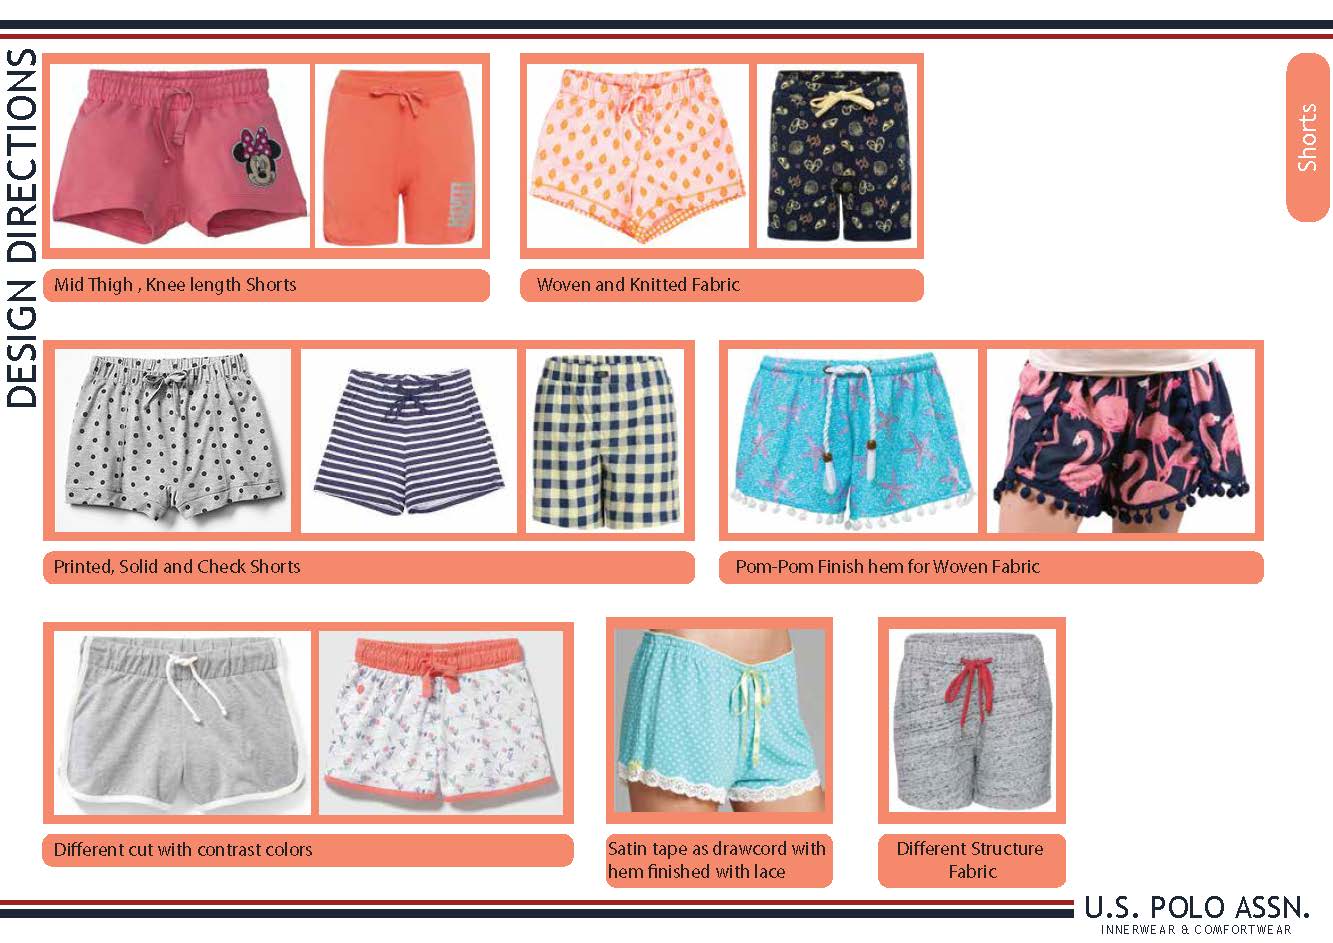 DESIGN DIRECTIONS
Shorts
Mid Thigh , Knee length Shorts
Woven and Knitted Fabric
Printed, Solid and Check Shorts
Pom-Pom Finish hem for Woven Fabric
Different cut with contrast colors
Satin tape as drawcord with
hem finished with lace
Different Structure
Fabric
U.S. POLO ASSN.
INNERWEAR & COMFORTWEAR